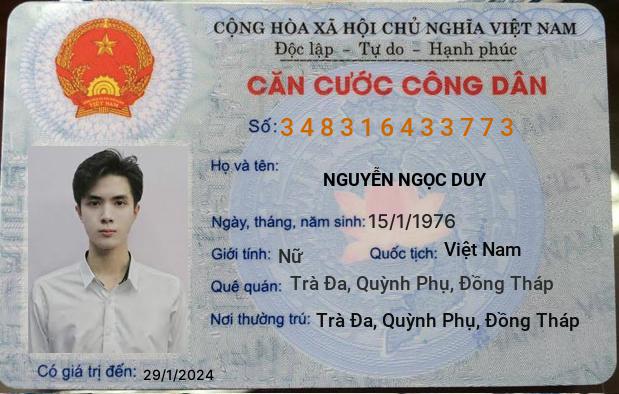 CỘNG HÒA XÃ HỘI CHỦ NGHĨA VIỆT NAM
Độc lập - Tự do - Hạnh phúc
CĂN CƯỚC CÔNG DÂN
Số: 348316433773
Họ và tên:
NGUYỄN NGỌC DUY
Ngày, tháng, năm sinh: 15/1/1976
Giới tính: Nữ Quốc tịch: Việt Nam
Quê quán: Trà Đa, Quỳnh Phụ, Đồng Tháp
Nơi thường trú: Trà Đa, Quỳnh Phụ, Đồng Tháp
Có giá trị đến: 29/1/2024
VIỆT NAM